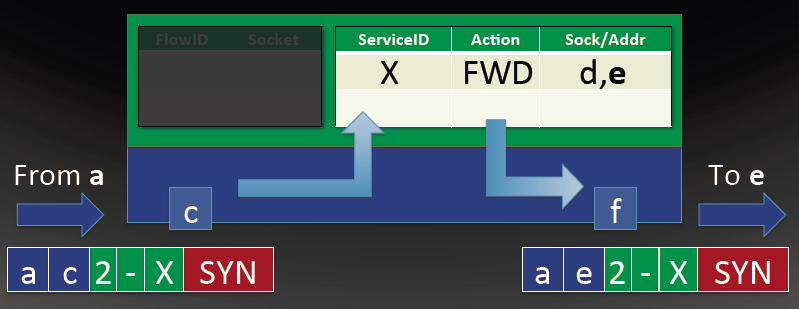 FlowID Socket ServiceID Action Sock/Addr
X FWD d,e
From a To e
c f
a c 2 - X SYN a e 2 - X SYN